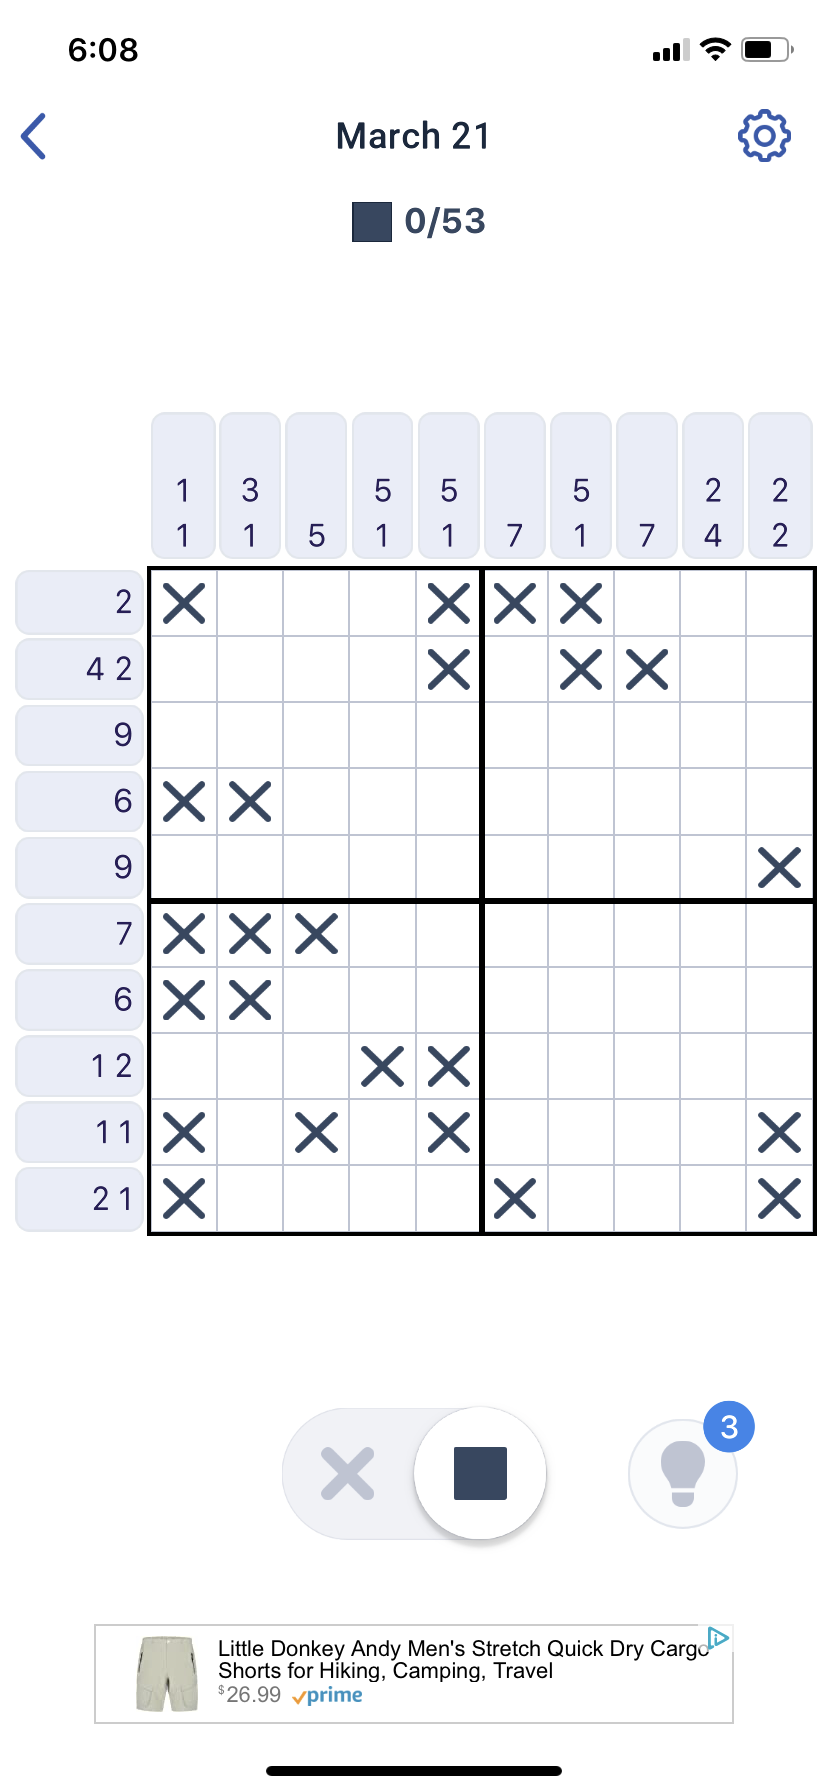 6:08
March 21
0/53
1 3 5 5 5 2 2
1 1 5 1 1 7 1 7 4 2
2
4 2
9
6
9
7
6
1 2
1 1
2 1
3
Little Donkey Andy Men's Stretch Quick Dry Cargo
Shorts for Hiking, Camping, Travel
$26.99 prime